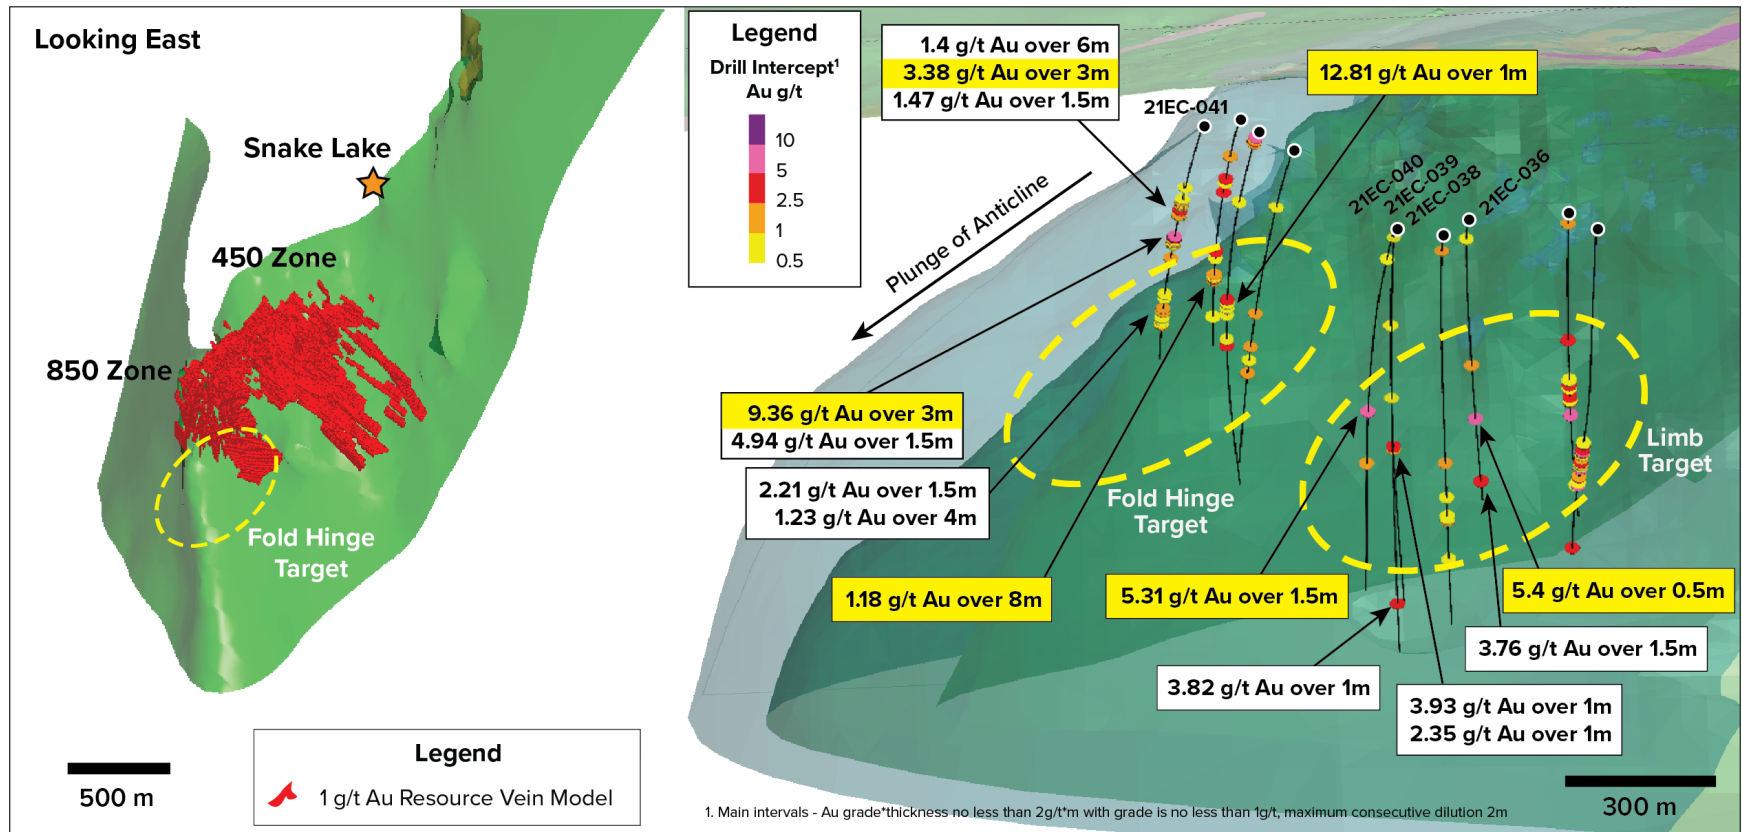 Looking East
Snake Lake
450 Zone
850 Zone
Fold Hinge
Target
500 m
Legend
1 g/t Au Resource Vein Model
Legend
Drill Intercept¹
Au g/t
10
5
2.5
1
0.5
1.4 g/t Au over 6m
3.38 g/t Au over 3m
1.47 g/t Au over 1.5m
12.81 g/t Au over 1m
21EC-041
21EC-040
21EC-039
21EC-038
21EC-036
Plunge of Anticline
9.36 g/t Au over 3m
4.94 g/t Au over 1.5m
2.21 g/t Au over 1.5m
1.23 g/t Au over 4m
Fold Hinge
Target
Limb
Target
1.18 g/t Au over 8m
5.31 g/t Au over 1.5m
5.4 g/t Au over 0.5m
3.76 g/t Au over 1.5m
3.82 g/t Au over 1m
3.93 g/t Au over 1m
2.35 g/t Au over 1m
300 m
1. Main intervals - Au grade*thickness no less than 2g/t*m with grade is no less than 1g/t, maximum consecutive dilution 2m